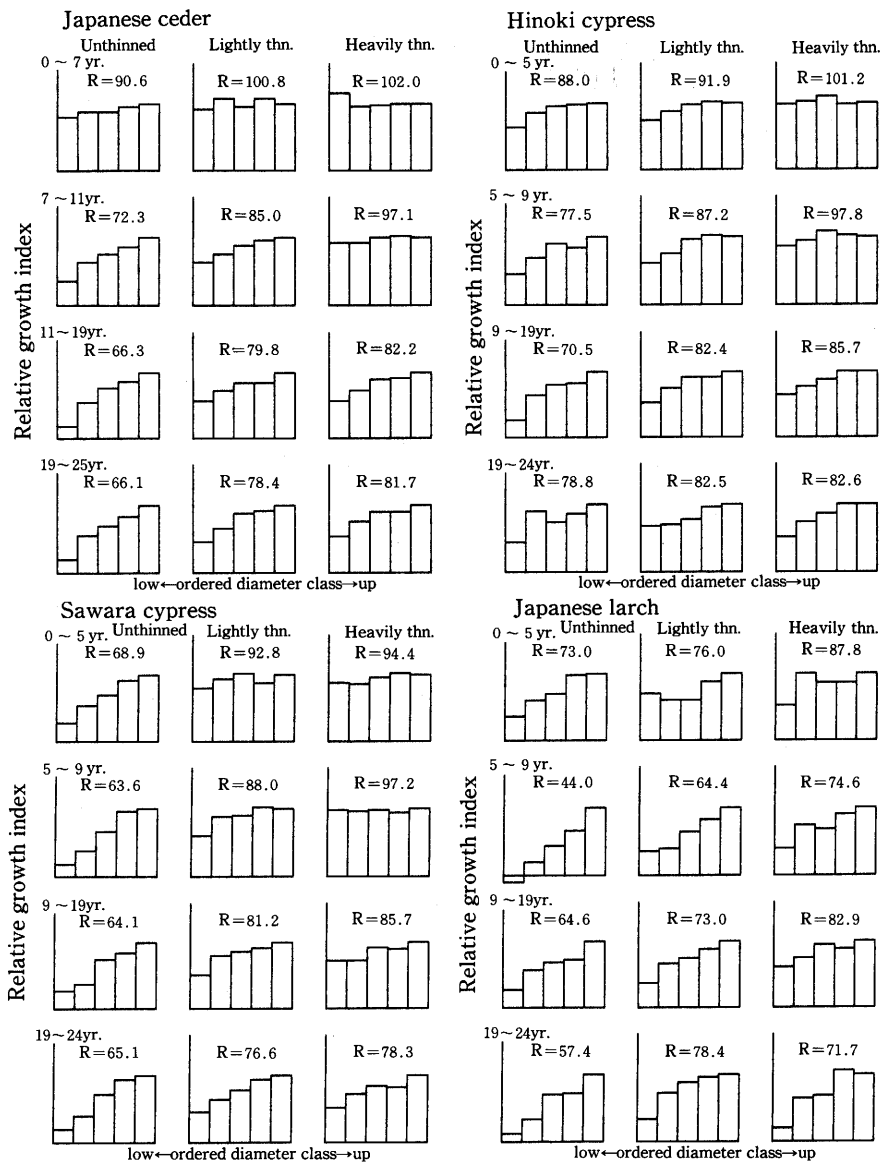 Japanese ceder
Unthinned Lightly thn. Heavily thn.
0 ~ 7 yr.
R=90.6 R=100.8 R=102.0
7 ~ 11yr.
R=72.3 R=85.0 R=97.1
11 ~ 19yr.
R=66.3 R=79.8 R=82.2
19 ~ 25yr.
R=66.1 R=78.4 R=81.7
Relative growth index
low←ordered diameter class→up
Hinoki cypress
Unthinned Lightly thn. Heavily thn.
0 ~ 5 yr.
R=88.0 R=91.9 R=101.2
5 ~ 9 yr.
R=77.5 R=87.2 R=97.8
9 ~ 19yr.
R=70.5 R=82.4 R=85.7
19 ~ 24yr.
R=78.8 R=82.5 R=82.6
Relative growth index
low←ordered diameter class→up
Sawara cypress
0 ~ 5 yr. Unthinned Lightly thn. Heavily thn.
R=68.9 R=92.8 R=94.4
5 ~ 9 yr.
R=63.6 R=88.0 R=97.2
9 ~ 19yr.
R=64.1 R=81.2 R=85.7
19 ~ 24yr.
R=65.1 R=76.6 R=78.3
Relative growth index
low←ordered diameter class→up
Japanese larch
0 ~ 5 yr. Unthinned Lightly thn. Heavily thn.
R=73.0 R=76.0 R=87.8
5 ~ 9 yr.
R=44.0 R=64.4 R=74.6
9 ~ 19yr.
R=64.6 R=73.0 R=82.9
19 ~ 24yr.
R=57.4 R=78.4 R=71.7
Relative growth index
low←ordered diameter class→up